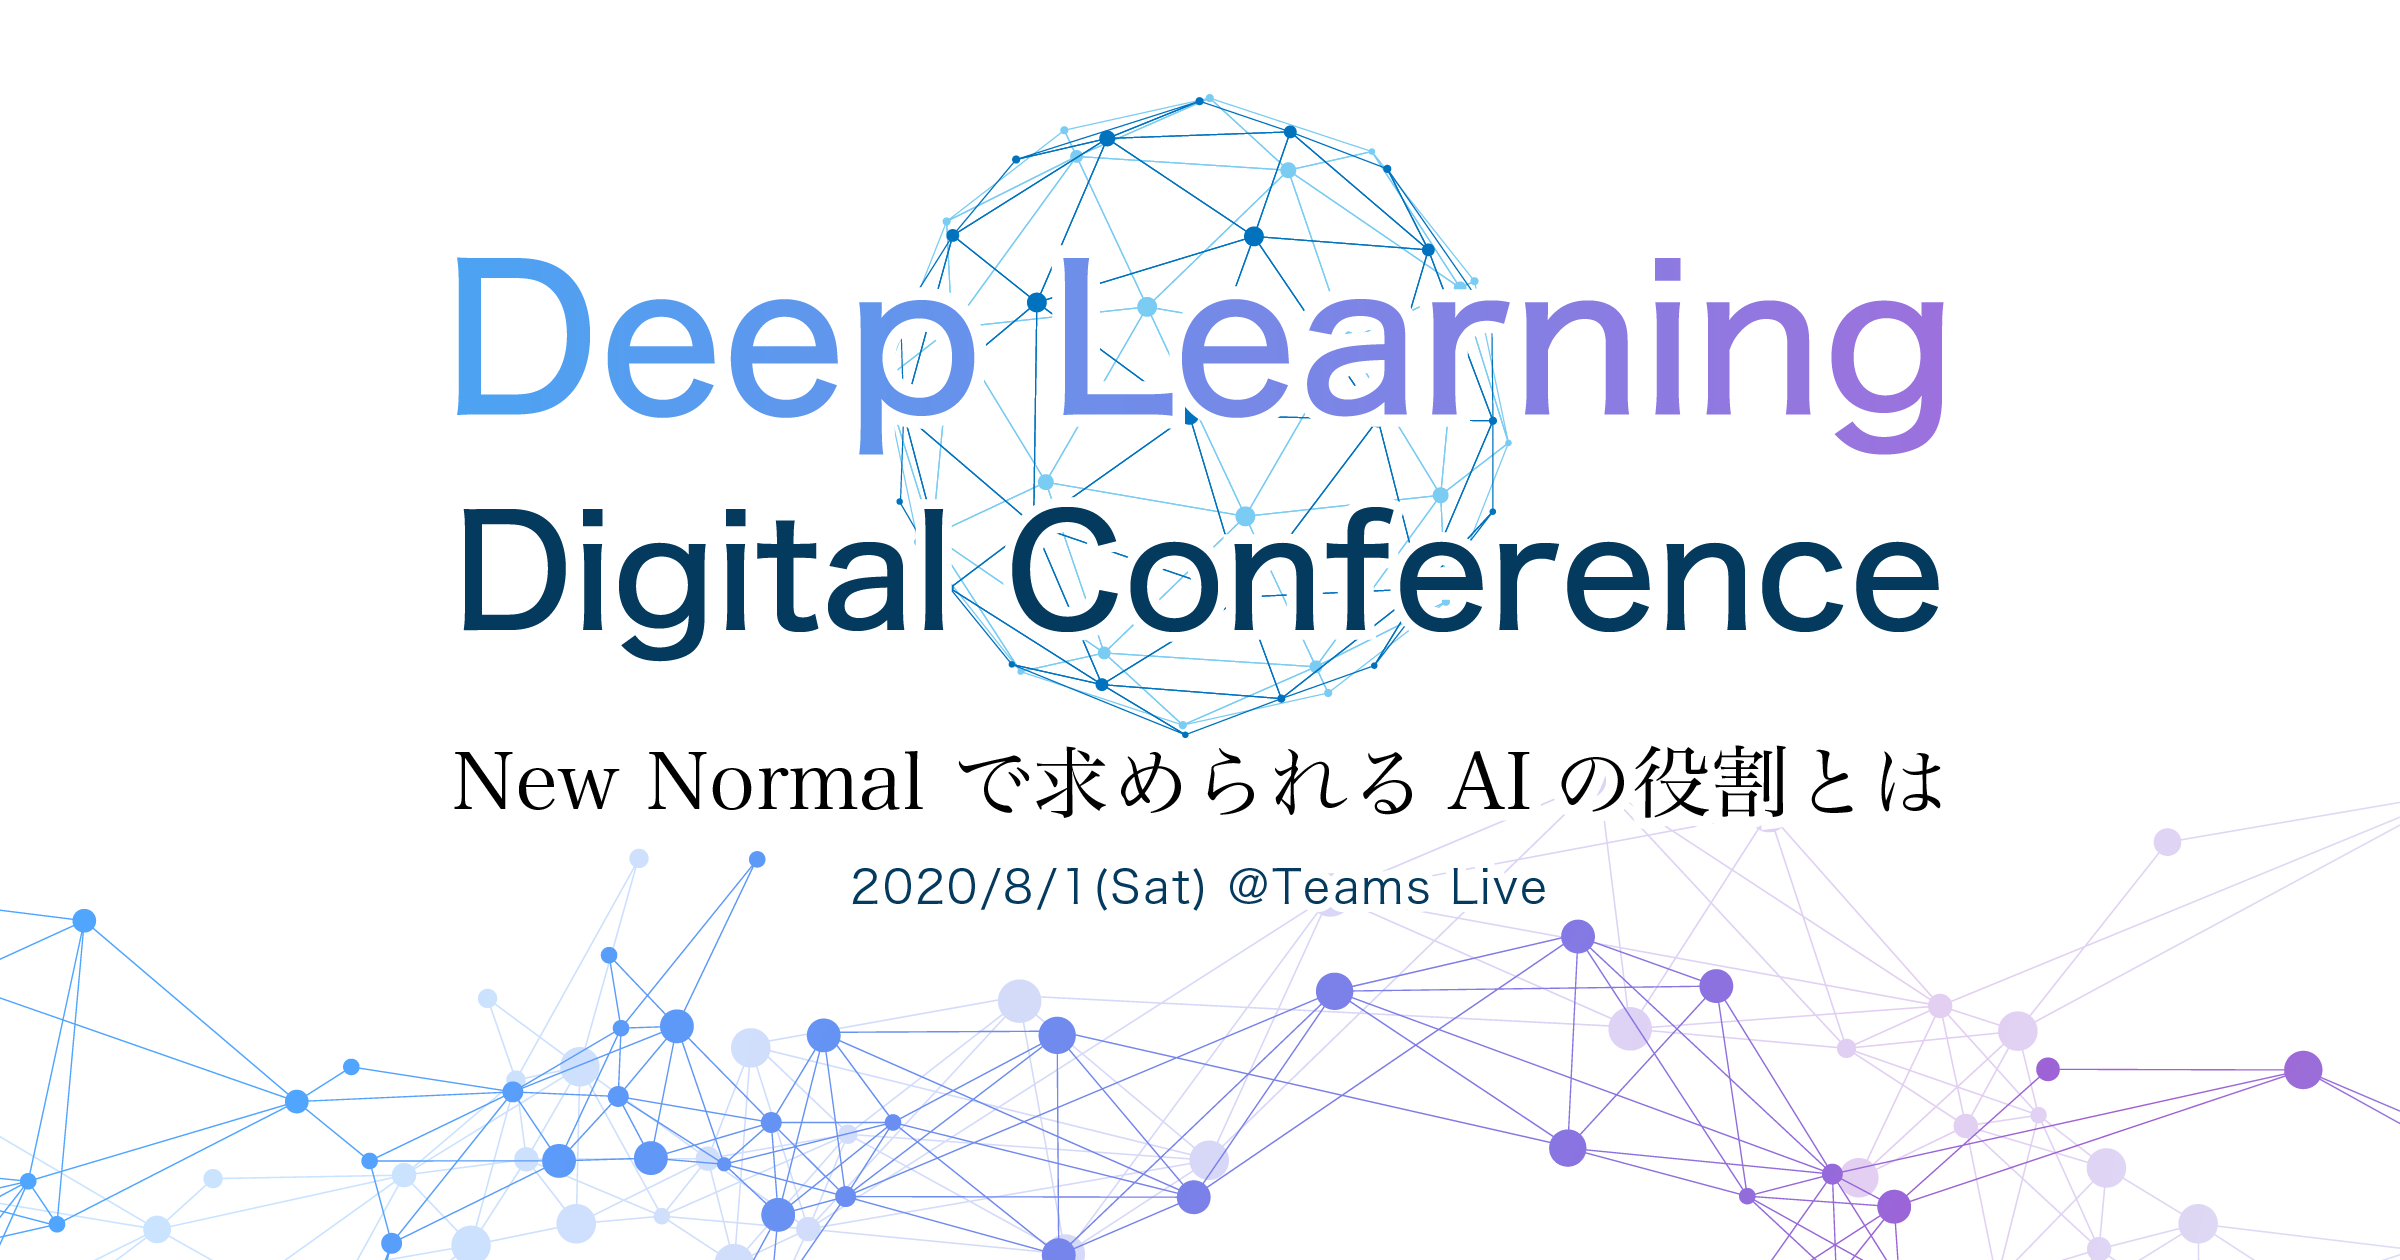 Deep Learning
Digital Conference
New Normal で求められる AI の役割とは
2020/8/1(Sat) @Teams Live